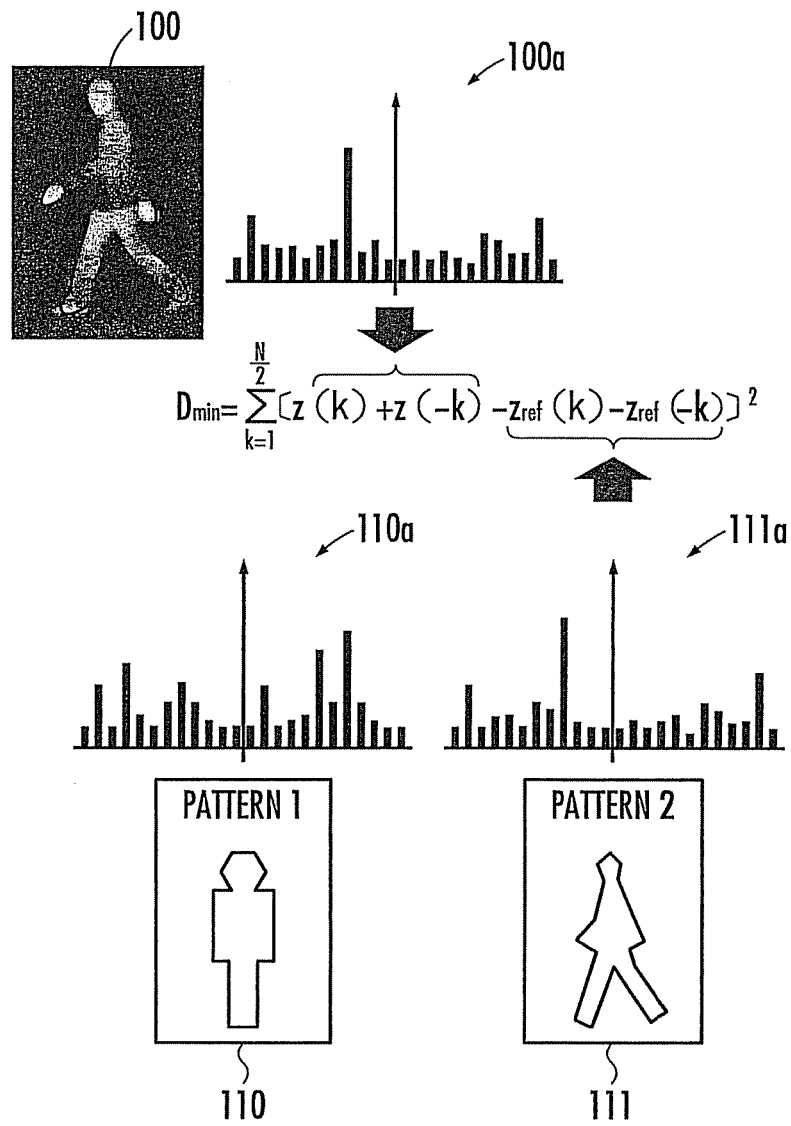 100
100a
N
2
Dmin= Σ [z (k) +z (-k) -zref (k) -zref (-k)] 2
k=1
110a
111a
PATTERN 1
PATTERN 2
110
111